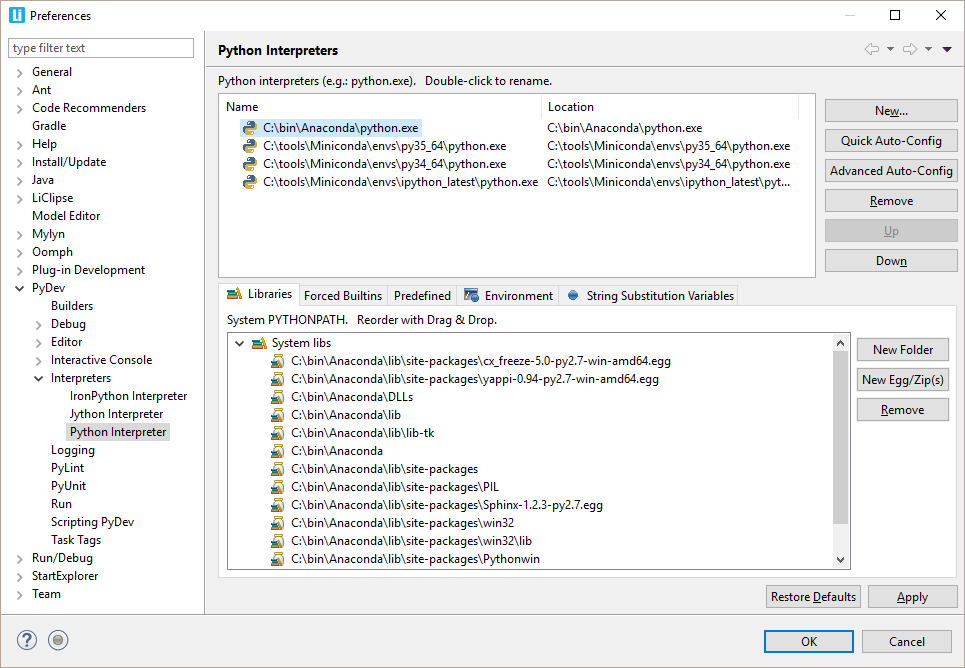 Preferences
type filter text
General
Ant
Code Recommenders
Gradle
Help
Install/Update
Java
LiClipse
Model Editor
Mylyn
Oomph
Plug-in Development
PyDev
Builders
Debug
Editor
Interactive Console
Interpreters
IronPython Interpreter
Jython Interpreter
Python Interpreter
Logging
PyLint
PyUnit
Run
Scripting PyDev
Task Tags
Run/Debug
StartExplorer
Team
Python Interpreters
Python interpreters (e.g.: python.exe).   Double-click to rename.
Name Location
C:\bin\Anaconda\python.exe C:\bin\Anaconda\python.exe
C:\tools\Miniconda\envs\py35_64\python.exe C:\tools\Miniconda\envs\py35_64\python.exe
C:\tools\Miniconda\envs\py34_64\python.exe C:\tools\Miniconda\envs\py34_64\python.exe
C:\tools\Miniconda\envs\ipython_latest\python.exe C:\tools\Miniconda\envs\ipython_latest\pyt...
New...
Quick Auto-Config
Advanced Auto-Config
Remove
Up
Down
Libraries Forced Builtins Predefined Environment String Substitution Variables
System PYTHONPATH.   Reorder with Drag & Drop.
System libs
C:\bin\Anaconda\lib\site-packages\cx_freeze-5.0-py2.7-win-amd64.egg
C:\bin\Anaconda\lib\site-packages\yappi-0.94-py2.7-win-amd64.egg
C:\bin\Anaconda\DLLs
C:\bin\Anaconda\lib
C:\bin\Anaconda\lib\lib-tk
C:\bin\Anaconda
C:\bin\Anaconda\lib\site-packages
C:\bin\Anaconda\lib\site-packages\PIL
C:\bin\Anaconda\lib\site-packages\Sphinx-1.2.3-py2.7.egg
C:\bin\Anaconda\lib\site-packages\win32
C:\bin\Anaconda\lib\site-packages\win32\lib
C:\bin\Anaconda\lib\site-packages\Pythonwin
New Folder
New Egg/Zip(s)
Remove
Restore Defaults Apply
OK Cancel